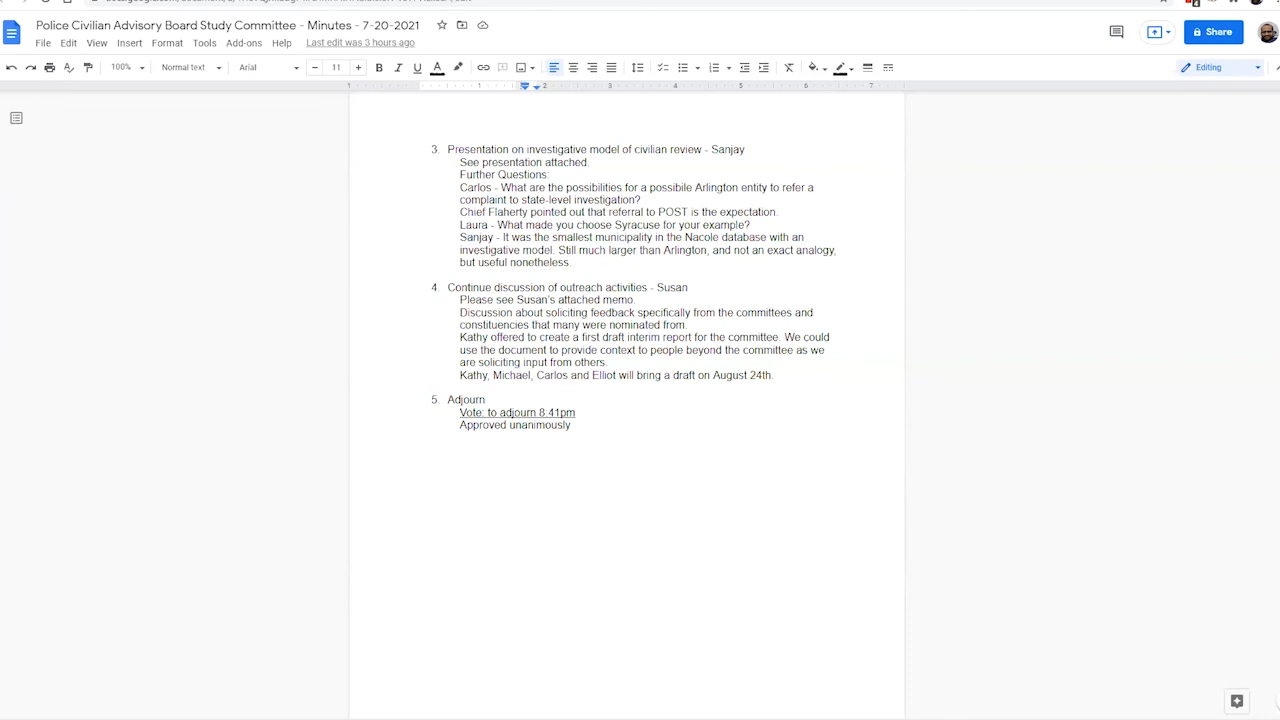 Police Civilian Advisory Board Study Committee - Minutes - 7-20-2021
File Edit View Insert Format Tools Add-ons Help Last edit was 3 hours ago
Share
100% Normal text Arial 11 Editing
1 1 2 3 4 5 6 7
3. Presentation on investigative model of civilian review - Sanjay
See presentation attached.
Further Questions:
Carlos - What are the possibilities for a possibile Arlington entity to refer a
complaint to state-level investigation?
Chief Flaherty pointed out that referral to POST is the expectation.
Laura - What made you choose Syracuse for your example?
Sanjay - It was the smallest municipality in the Nacole database with an
investigative model. Still much larger than Arlington, and not an exact analogy,
but useful nonetheless.
4. Continue discussion of outreach activities - Susan
Please see Susan's attached memo.
Discussion about soliciting feedback specifically from the committees and
constituencies that many were nominated from.
Kathy offered to create a first draft interim report for the committee. We could
use the document to provide context to people beyond the committee as we
are soliciting input from others.
Kathy, Michael, Carlos and Elliot will bring a draft on August 24th.
5. Adjourn
Vote: to adjourn 8:41pm
Approved unanimously